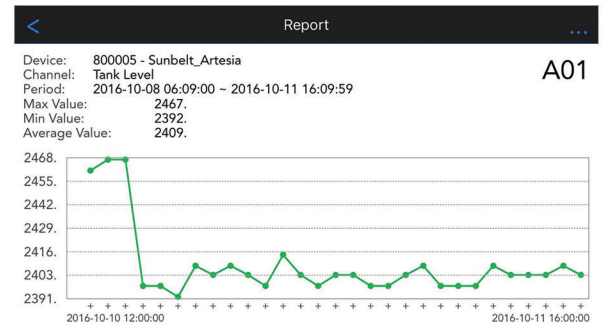 < Report ...
Device: 800005 - Sunbelt_Artesia
A01
Channel: Tank Level
Period: 2016-10-08 06:09:00 ~ 2016-10-11 16:09:59
Max Value: 2467.
Min Value: 2392.
Average Value: 2409.
2468.
2455.
2442.
2429.
2416.
2403.
2391.
2016-10-10 12:00:00 2016-10-11 16:00:00